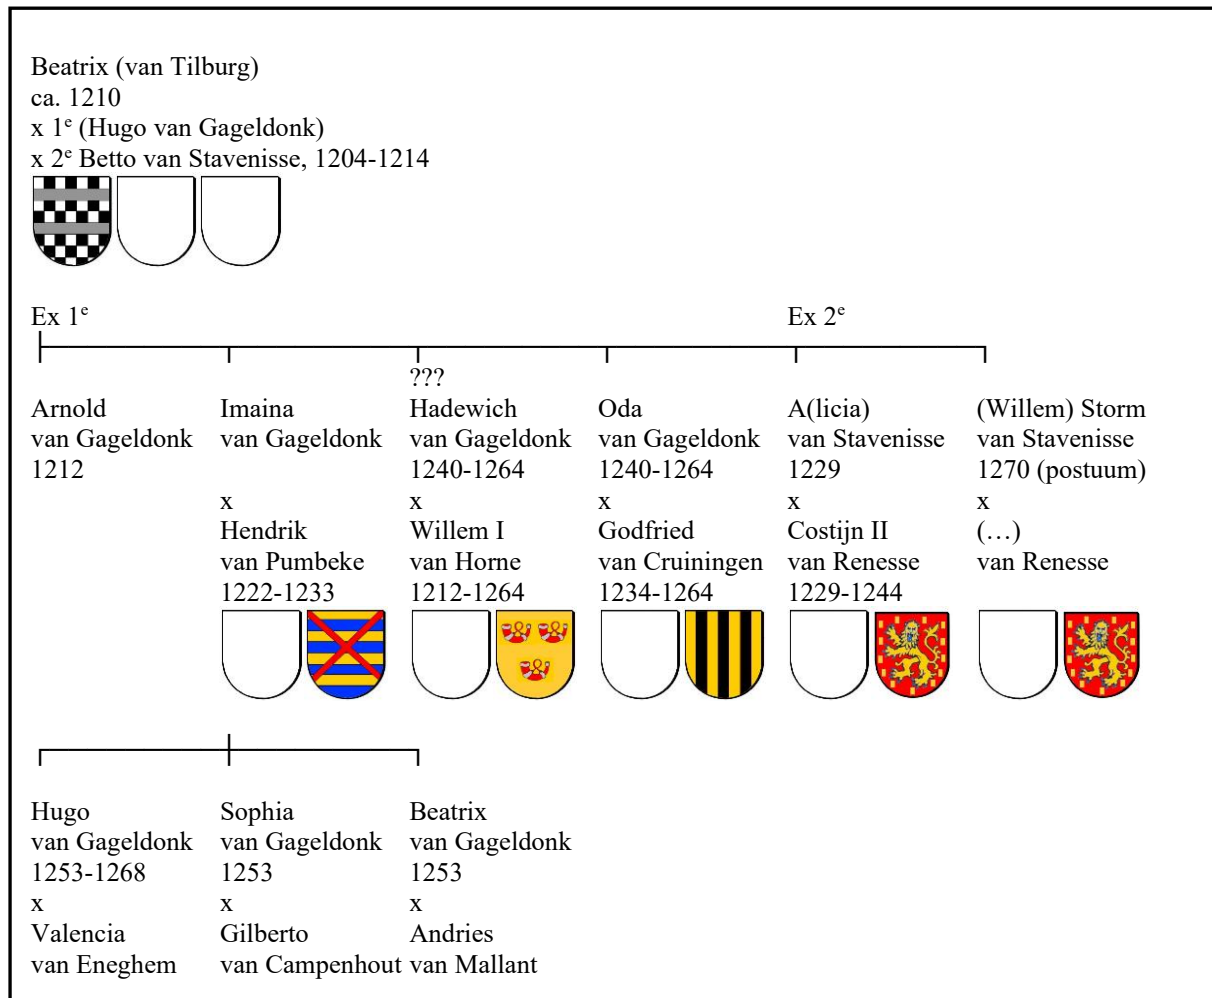 Beatrix (van Tilburg)
ca. 1210
x 1e (Hugo van Gageldonk)
x 2e Betto van Stavenisse, 1204-1214
Ex 1e
Ex 2e
Arnold
van Gageldonk
1212
Imaina
van Gageldonk
x
Hendrik
van Pumbeke
1222-1233
???
Hadewich
van Gageldonk
1240-1264
x
Willem I
van Horne
1212-1264
Oda
van Gageldonk
1240-1264
x
Godfried
van Cruiningen
1234-1264
A(licia)
van Stavenisse
1229
x
Costijn II
van Renesse
1229-1244
(Willem) Storm
van Stavenisse
1270 (postuum)
x
(…)
van Renesse
Hugo
van Gageldonk
1253-1268
x
Valencia
van Eneghem
Sophia
van Gageldonk
1253
x
Gilberto
van Campenhout
Beatrix
van Gageldonk
1253
x
Andries
van Mallant